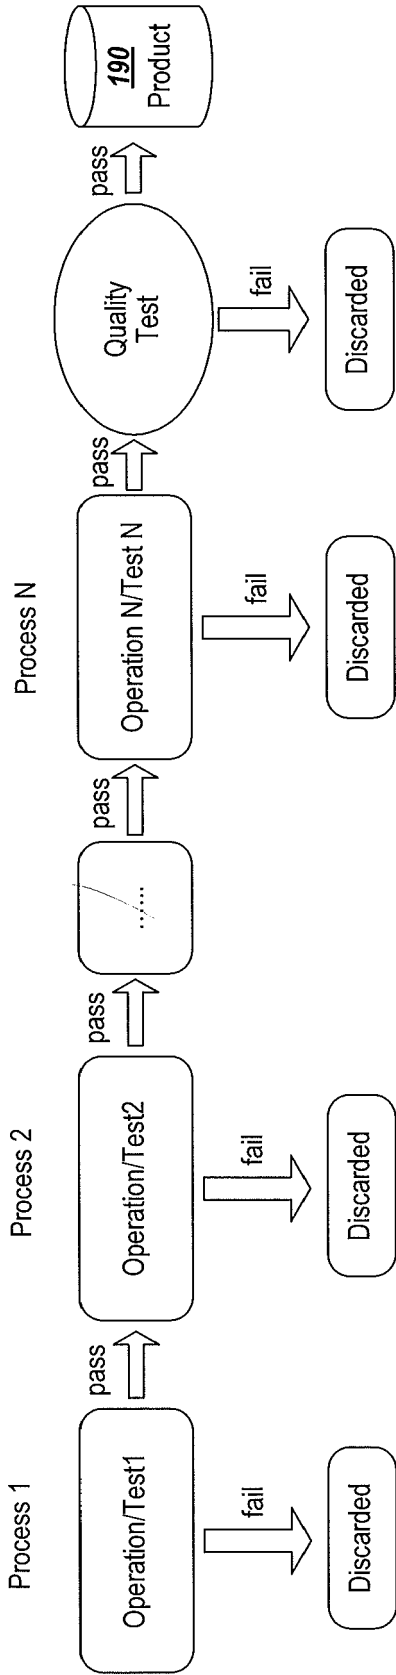 Process 1
Process 2
Process N
Operation/Test1
pass
Operation/Test2
pass
.......
pass
Operation N/Test N
pass
Quality
Test
pass
190
Product
fail
fail
fail
fail
Discarded
Discarded
Discarded
Discarded